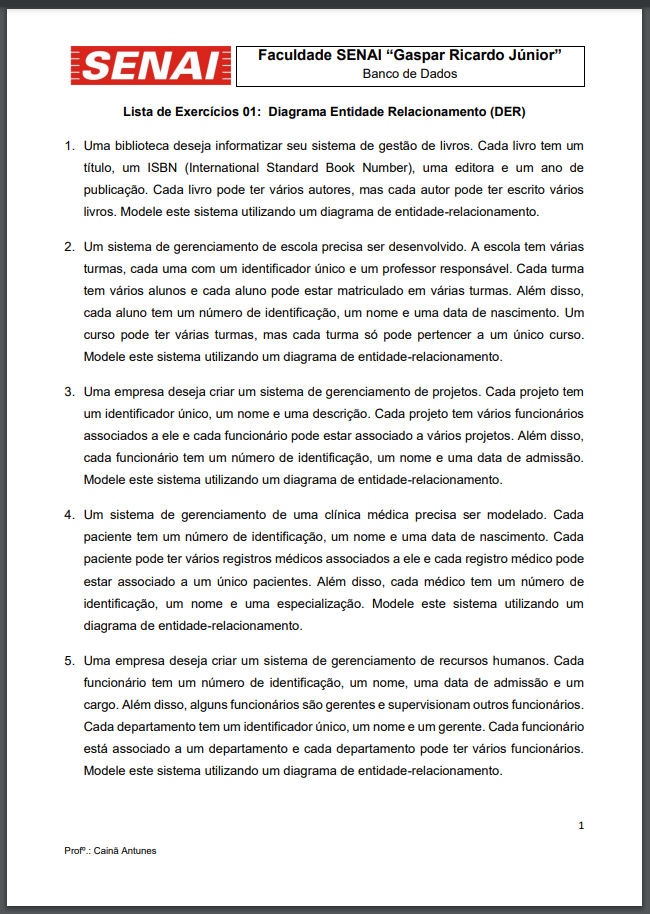 SENAI
Faculdade SENAI “Gaspar Ricardo Júnior”
Banco de Dados
Lista de Exercícios 01:  Diagrama Entidade Relacionamento (DER)
1. Uma biblioteca deseja informatizar seu sistema de gestão de livros. Cada livro tem um
título, um ISBN (International Standard Book Number), uma editora e um ano de
publicação. Cada livro pode ter vários autores, mas cada autor pode ter escrito vários
livros. Modele este sistema utilizando um diagrama de entidade-relacionamento.
2. Um sistema de gerenciamento de escola precisa ser desenvolvido. A escola tem várias
turmas, cada uma com um identificador único e um professor responsável. Cada turma
tem vários alunos e cada aluno pode estar matriculado em várias turmas. Além disso,
cada aluno tem um número de identificação, um nome e uma data de nascimento. Um
curso pode ter várias turmas, mas cada turma só pode pertencer a um único curso.
Modele este sistema utilizando um diagrama de entidade-relacionamento.
3. Uma empresa deseja criar um sistema de gerenciamento de projetos. Cada projeto tem
um identificador único, um nome e uma descrição. Cada projeto tem vários funcionários
associados a ele e cada funcionário pode estar associado a vários projetos. Além disso,
cada funcionário tem um número de identificação, um nome e uma data de admissão.
Modele este sistema utilizando um diagrama de entidade-relacionamento.
4. Um sistema de gerenciamento de uma clínica médica precisa ser modelado. Cada
paciente tem um número de identificação, um nome e uma data de nascimento. Cada
paciente pode ter vários registros médicos associados a ele e cada registro médico pode
estar associado a um único pacientes. Além disso, cada médico tem um número de
identificação, um nome e uma especialização. Modele este sistema utilizando um
diagrama de entidade-relacionamento.
5. Uma empresa deseja criar um sistema de gerenciamento de recursos humanos. Cada
funcionário tem um número de identificação, um nome, uma data de admissão e um
cargo. Além disso, alguns funcionários são gerentes e supervisionam outros funcionários.
Cada departamento tem um identificador único, um nome e um gerente. Cada funcionário
está associado a um departamento e cada departamento pode ter vários funcionários.
Modele este sistema utilizando um diagrama de entidade-relacionamento.
1
Profº.: Cainã Antunes